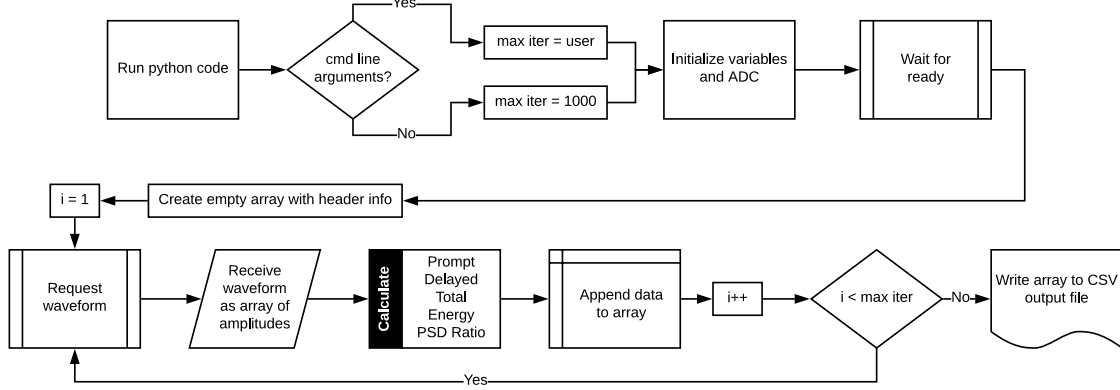 Yes
Run python code
cmd line
arguments?
max iter = user
max iter = 1000
No
Initialize variables
and ADC
Wait for
ready
i = 1
Create empty array with header info
Request
waveform
Receive
waveform
as array of
amplitudes
Calculate
Prompt
Delayed
Total
Energy
PSD Ratio
Append data
to array
i++
i < max iter
No
Write array to CSV
output file
Yes